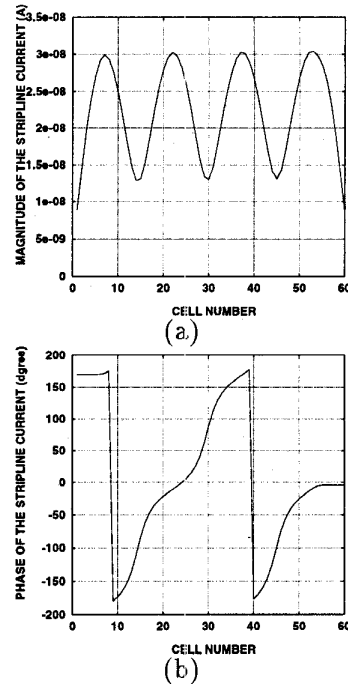 MAGNITUDE OF THE STRIPLINE CURRENT (A)
3.5e-08
3e-08
2.5e-08
2e-08
1.5e-08
1e-08
5e-09
0
0 10 20 30 40 50 60
CELL NUMBER
(a)
PHASE OF THE STRIPLINE CURRENT (dgree)
200
150
100
50
0
-50
-100
-150
-200
0 10 20 30 40 50 60
CELL NUMBER
(b)